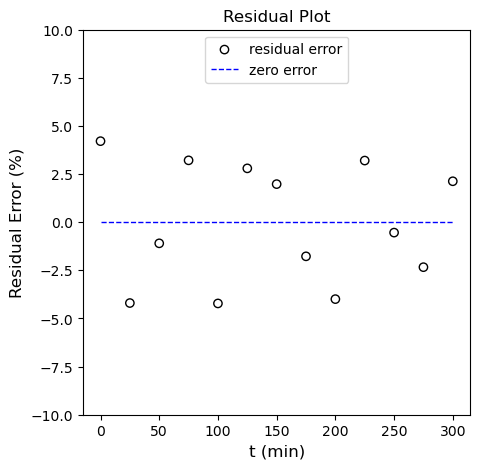 Residual Plot
residual error
zero error
10.0
7.5
5.0
2.5
0.0
−2.5
−5.0
−7.5
−10.0
Residual Error (%)
0 50 100 150 200 250 300
t (min)